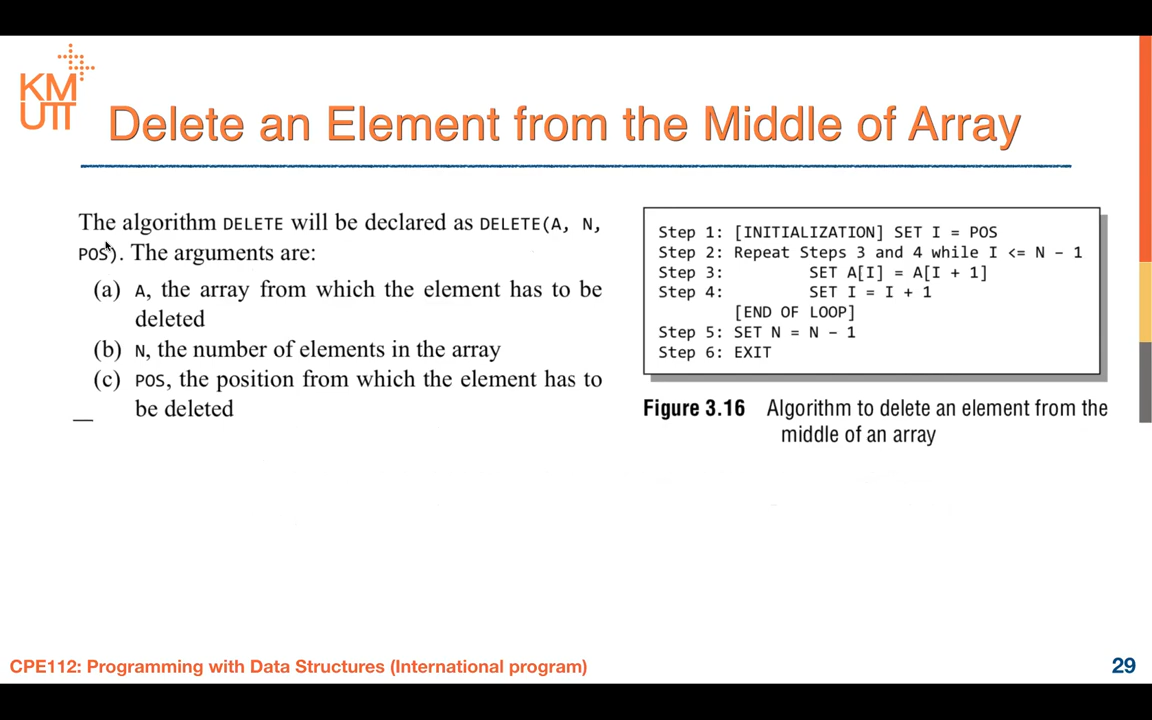 KM
UTT
Delete an Element from the Middle of Array
The algorithm DELETE will be declared as DELETE(A, N,
POS). The arguments are:
(a) A, the array from which the element has to be
deleted
(b) N, the number of elements in the array
(c) POS, the position from which the element has to
be deleted
Step 1: [INITIALIZATION] SET I = POS
Step 2: Repeat Steps 3 and 4 while I <= N – 1
Step 3: SET A[I] = A[I + 1]
Step 4: SET I = I + 1
[END OF LOOP]
Step 5: SET N = N – 1
Step 6: EXIT
Figure 3.16 Algorithm to delete an element from the
middle of an array
CPE112: Programming with Data Structures (International program)
29